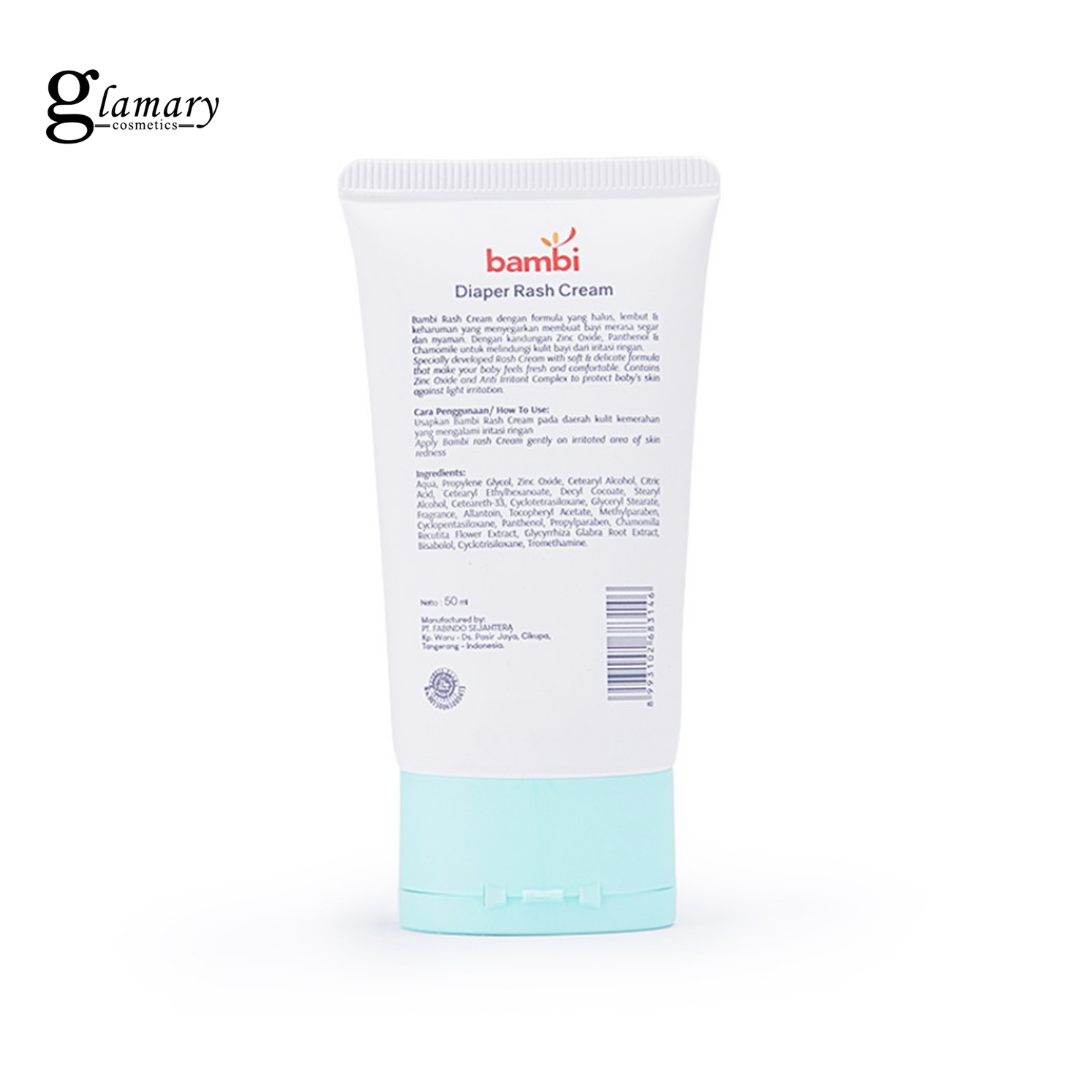 glamary
cosmetics
bambi
Diaper Rash Cream
Bambi Rash Cream dengan formula yang halus, lembut &
keharuman yang menyegarkan membuat bayi merasa segar
dan nyaman. Dengan kandungan Zinc Oxide, Panthenol &
Chamomile untuk melindungi kulit bayi dari iritasi ringan.
Specially developed Rash Cream with soft & delicate formula
that make your baby feels fresh and comfortable. Contains
Zinc Oxide and Anti Irritant Complex to protect baby's skin
against light irritation.
Cara Penggunaan/ How To Use:
Usapkan Bambi Rash Cream pada daerah kulit kemerahan
yang mengalami iritasi ringan
Apply Bambi rash Cream gently on irritated area of skin
redness
Ingredients:
Aqua, Propylene Glycol, Zinc Oxide, Cetearyl Alcohol, Citric
Acid, Cetearyl Ethylhexanoate, Decyl Cocoate, Stearyl
Alcohol, Ceteareth-33, Cyclotetrasiloxane, Glyceryl Stearate,
Fragrance, Allantoin, Tocopheryl Acetate, Methylparaben,
Cyclopentasiloxane, Panthenol, Propylparaben, Chamomilla
Recutita Flower Extract, Glycyrrhiza Glabra Root Extract,
Bisabolol, Cyclotrisiloxane, Tromethamine.
Netto : 50 ml
Manufactured by:
PT. FABINDO SEJAHTERA
Kp. Waru - Ds. Pasir Jaya, Cikupa,
Tangerang - Indonesia.
8 993102 683146